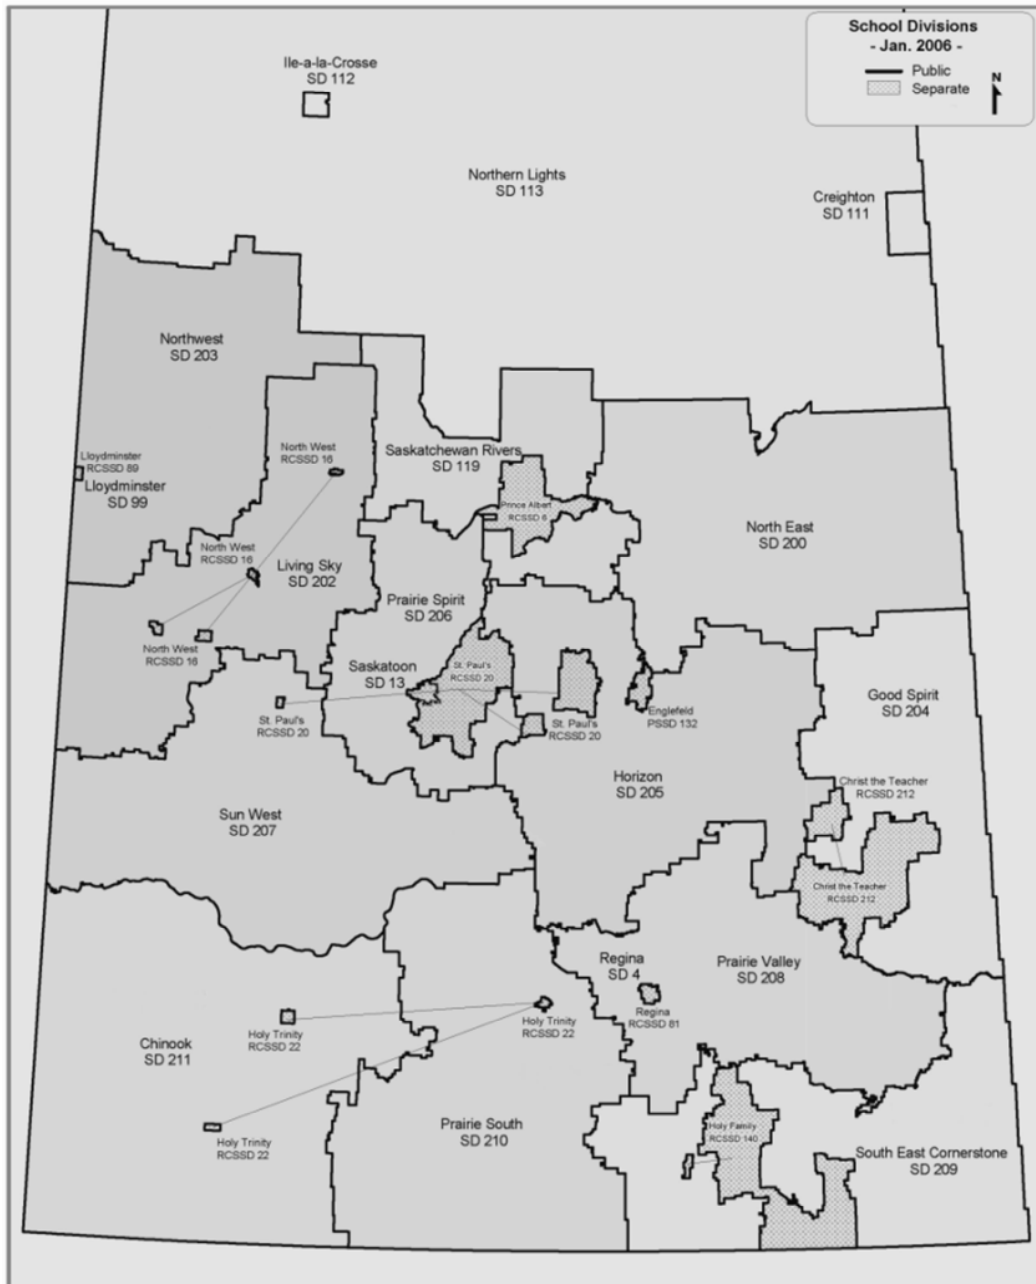 School Divisions
- Jan. 2006 -
Public
Separate
N
Ile-a-la-Crosse
SD 112
Northern Lights
SD 113
Creighton
SD 111
Northwest
SD 203
North West
RCSSD 16
Saskatchewan Rivers
SD 119
Lloydminster
RCSSD 89
Lloydminster
SD 99
Prince Albert
RCSSD 6
North East
SD 200
North West
RCSSD 16
Living Sky
SD 202
Prairie Spirit
SD 206
North West
RCSSD 16
Saskatoon
SD 13
St. Paul's
RCSSD 20
Good Spirit
SD 204
St. Paul's
RCSSD 20
St. Paul's
RCSSD 20
Englefeld
PSSD 132
Horizon
SD 205
Christ the Teacher
RCSSD 212
Sun West
SD 207
Christ the Teacher
RCSSD 212
Regina
SD 4
Prairie Valley
SD 208
Regina
RCSSD 81
Holy Trinity
RCSSD 22
Holy Trinity
RCSSD 22
Chinook
SD 211
Prairie South
SD 210
Holy Family
RCSSD 140
Holy Trinity
RCSSD 22
South East Cornerstone
SD 209